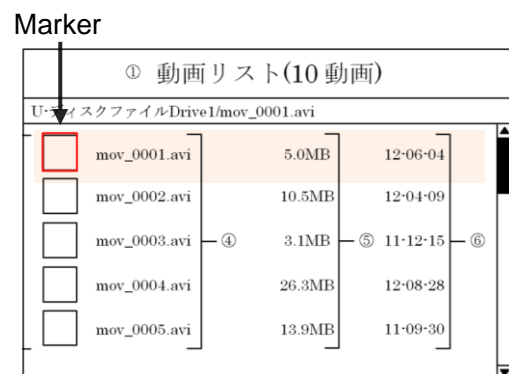 Marker
① 動画リスト(10 動画)
U·ディスクファイルDrive1/mov_0001.avi
mov_0001.avi 5.0MB 12-06-04
mov_0002.avi 10.5MB 12-04-09
mov_0003.avi ④ 3.1MB ⑤ 11-12-15 ⑥
mov_0004.avi 26.3MB 12-08-28
mov_0005.avi 13.9MB 11-09-30